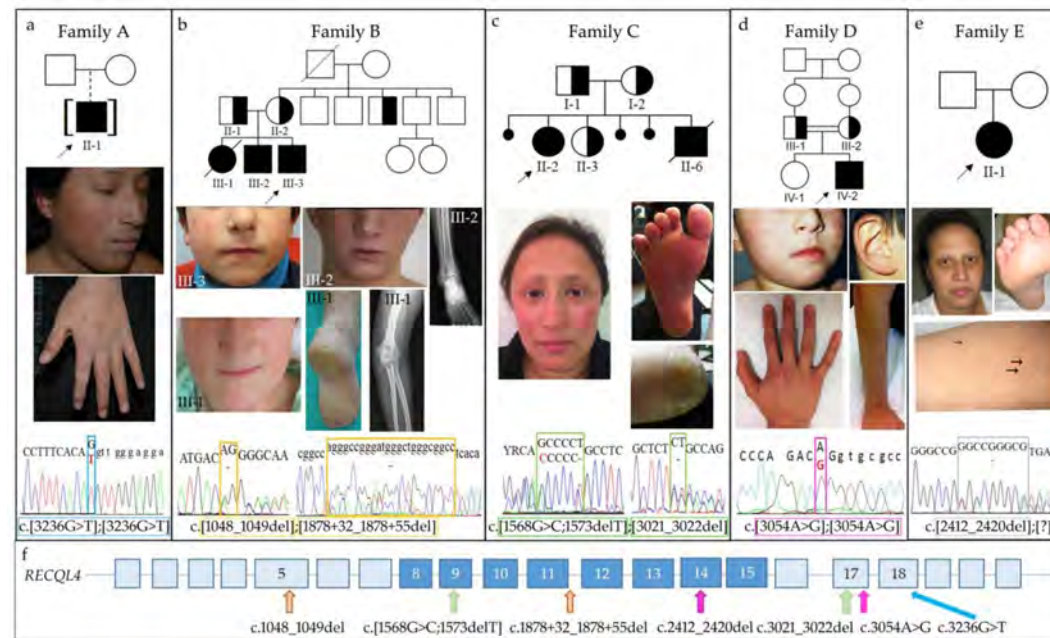 a
Family A
II-1
CCTTTCACA G gtt gggagga
T
c.[3236G>T];[3236G>T]
b
Family B
II-1
II-2
III-1
III-2
III-3
III-3
III-2
III-2
III-1
III-1
III-1
ATGAC AG GGGCAA
-
cggcc agggccgggatgggctgggcggcc tcaca
-
c.[1048_1049del];[1878+32_1878+55del]
c
Family C
I-1
I-2
II-2
II-3
II-6
YRCA GCCCCT GCCTC
CCCCC-
GCTCT CT GCCAG
-
c.[1568G>C;1573delT];[3021_3022del]
d
Family D
III-1
III-2
IV-1
IV-2
CCCA GAC A Ggtgcgcc
G
c.[3054A>G];[3054A>G]
e
Family E
II-1
GGGCCG GGCCGGGCG TGA
-
c.[2412_2420del];[?]
f
RECQL4
5
8
9
10
11
12
13
14
15
17
18
c.1048_1049del
c.[1568G>C;1573delT]
c.1878+32_1878+55del
c.2412_2420del
c.3021_3022del
c.3054A>G
c.3236G>T